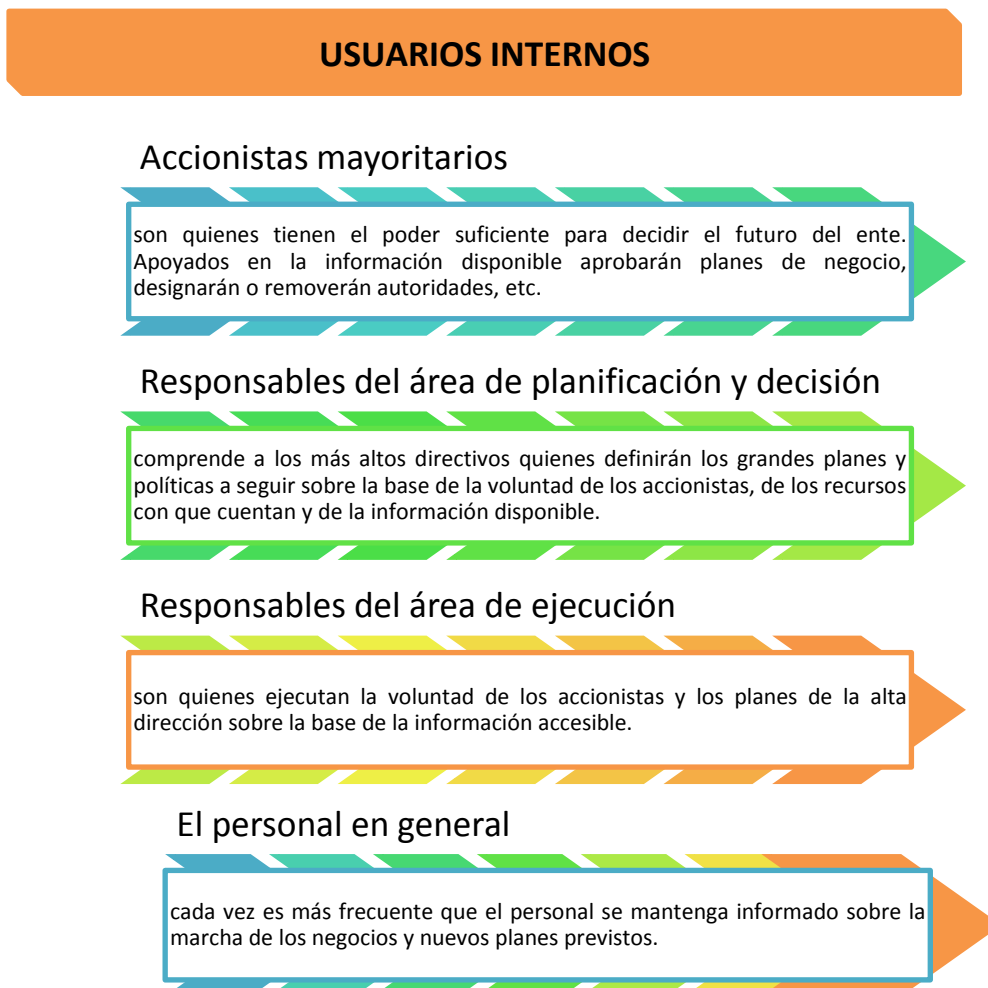 USUARIOS INTERNOS
Accionistas mayoritarios
son quienes tienen el poder suficiente para decidir el futuro del ente.
Apoyados en la información disponible aprobarán planes de negocio,
designarán o removerán autoridades, etc.
Responsables del área de planificación y decisión
comprende a los más altos directivos quienes definirán los grandes planes y
políticas a seguir sobre la base de la voluntad de los accionistas, de los recursos
con que cuentan y de la información disponible.
Responsables del área de ejecución
son quienes ejecutan la voluntad de los accionistas y los planes de la alta
dirección sobre la base de la información accesible.
El personal en general
cada vez es más frecuente que el personal se mantenga informado sobre la
marcha de los negocios y nuevos planes previstos.